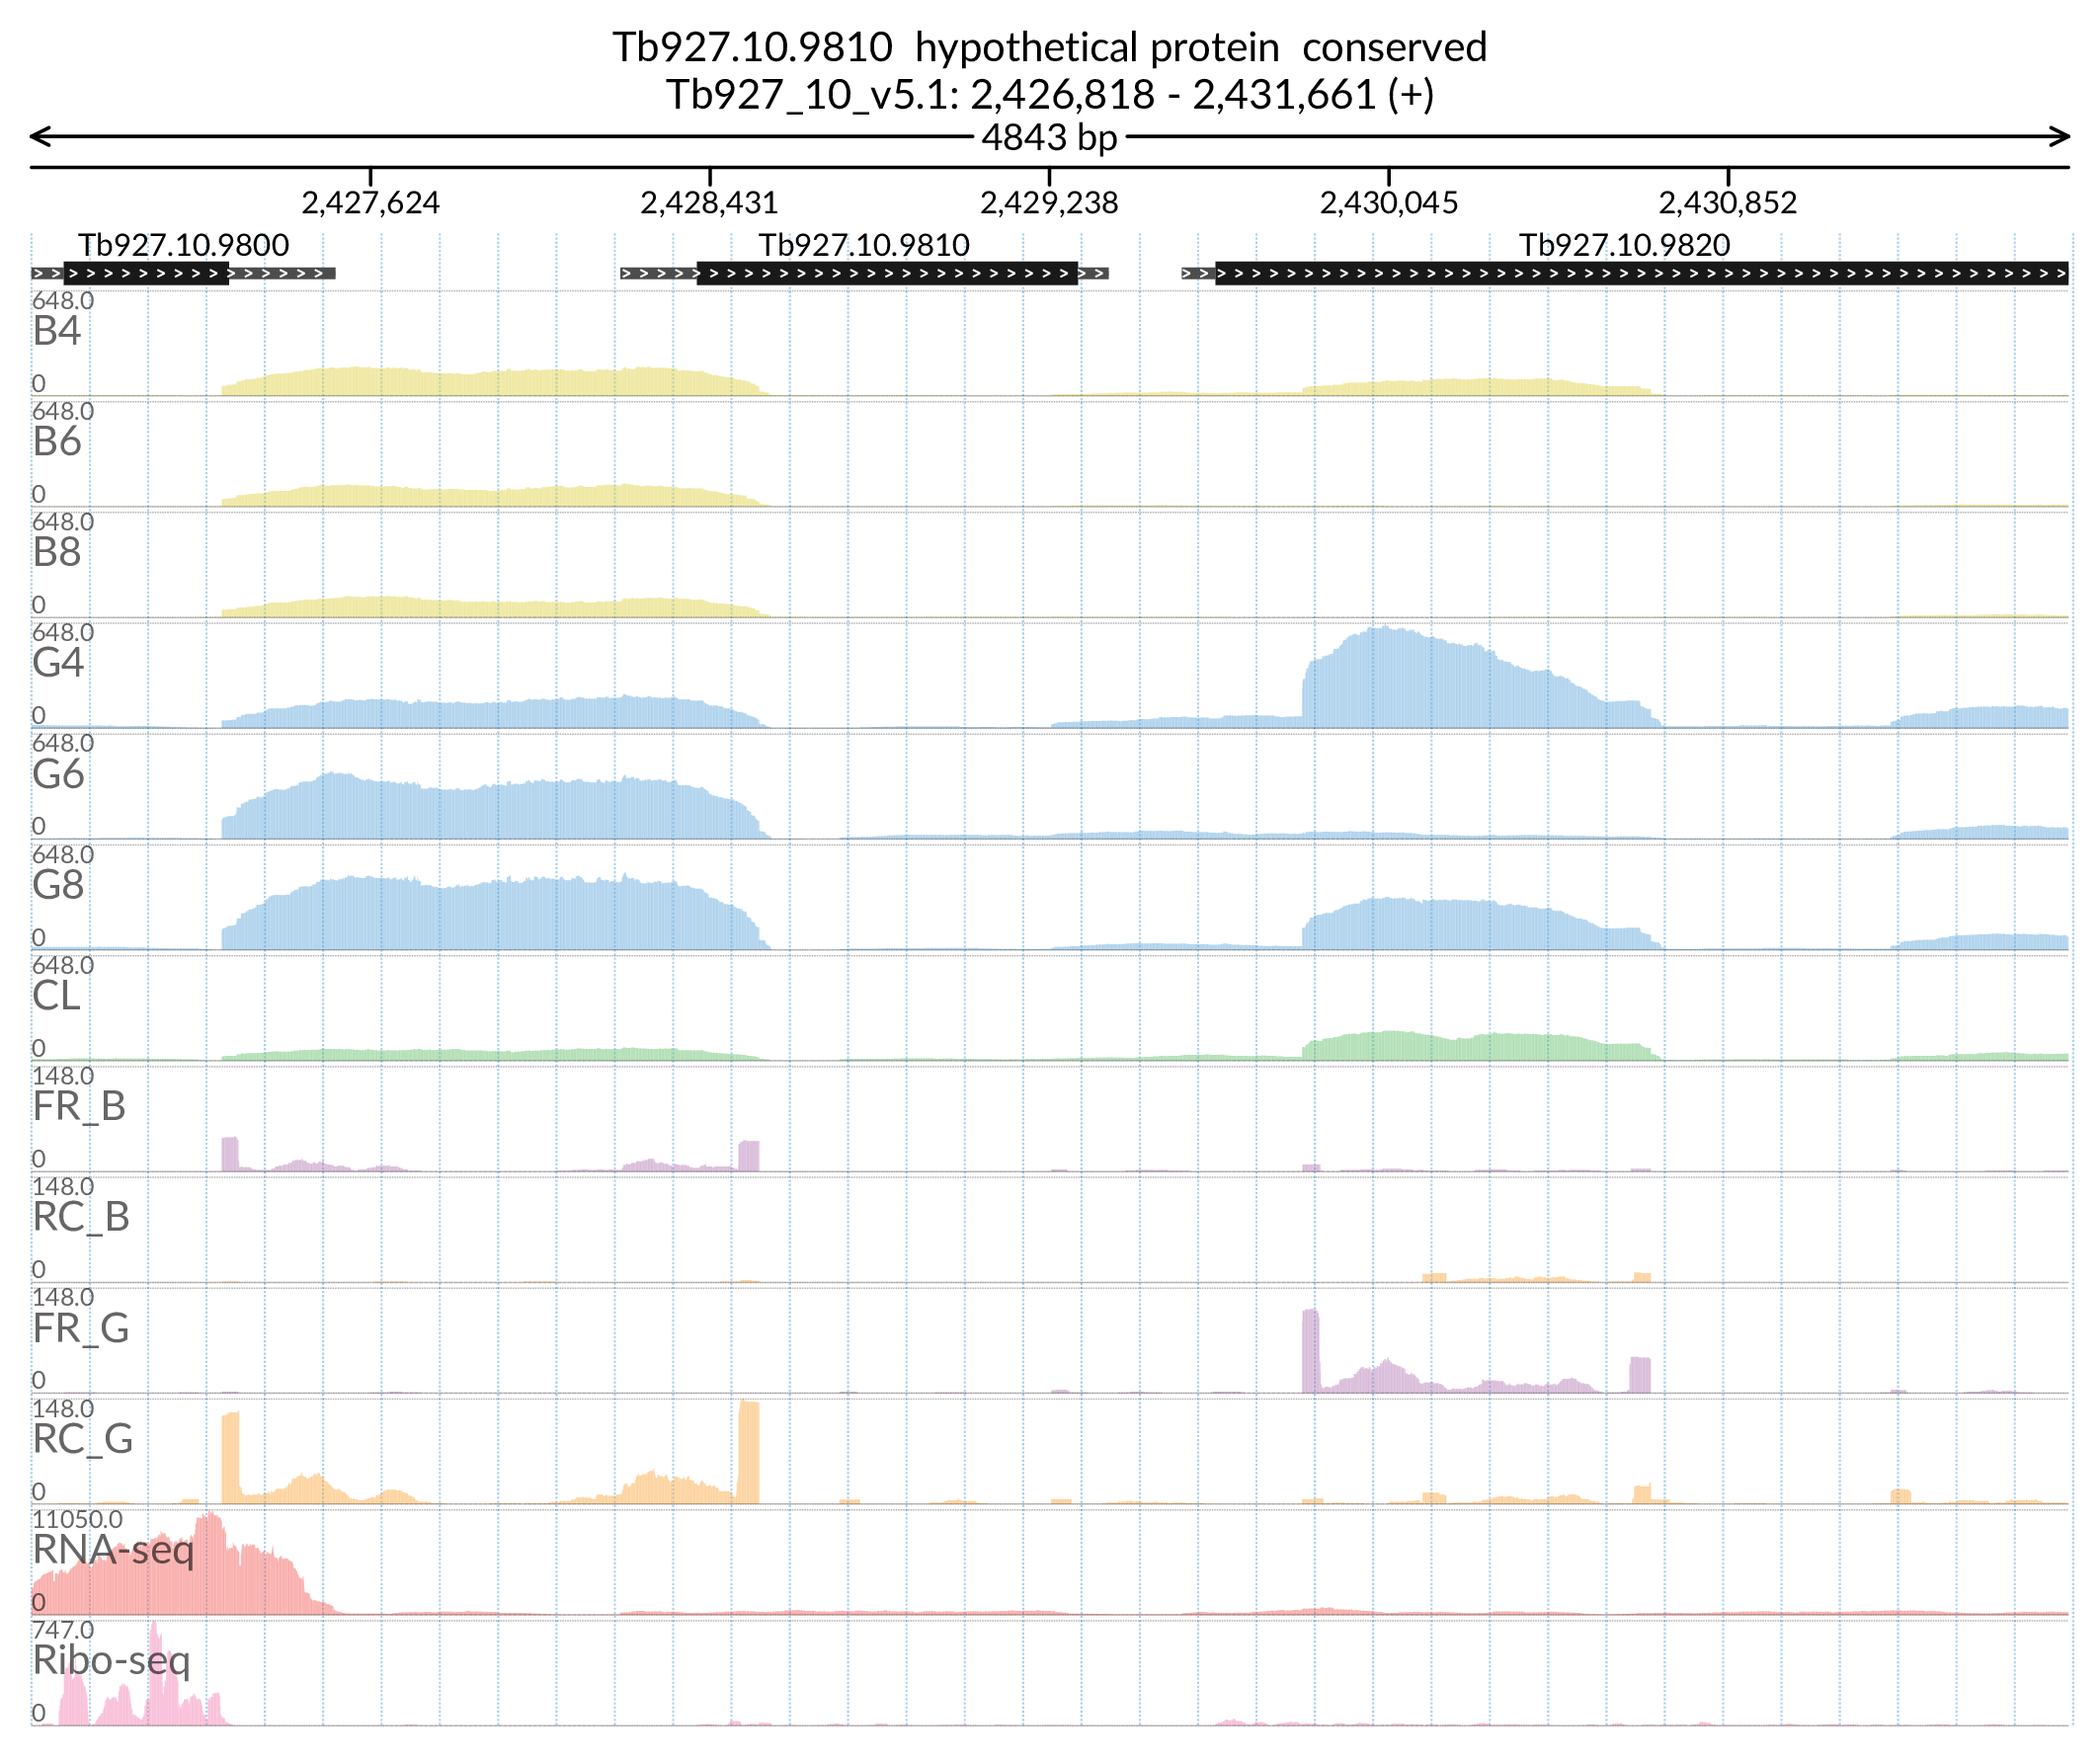 Tb927.10.9810 hypothetical protein conserved
Tb927_10_v5.1: 2,426,818 - 2,431,661 (+)
4843 bp
2,427,624 2,428,431 2,429,238 2,430,045 2,430,852
Tb927.10.9800 Tb927.10.9810 Tb927.10.9820
648.0
B4
0
648.0
B6
0
648.0
B8
0
648.0
G4
0
648.0
G6
0
648.0
G8
0
648.0
CL
0
148.0
FR_B
0
148.0
RC_B
0
148.0
FR_G
0
148.0
RC_G
0
11050.0
RNA-seq
0
747.0
Ribo-seq
0